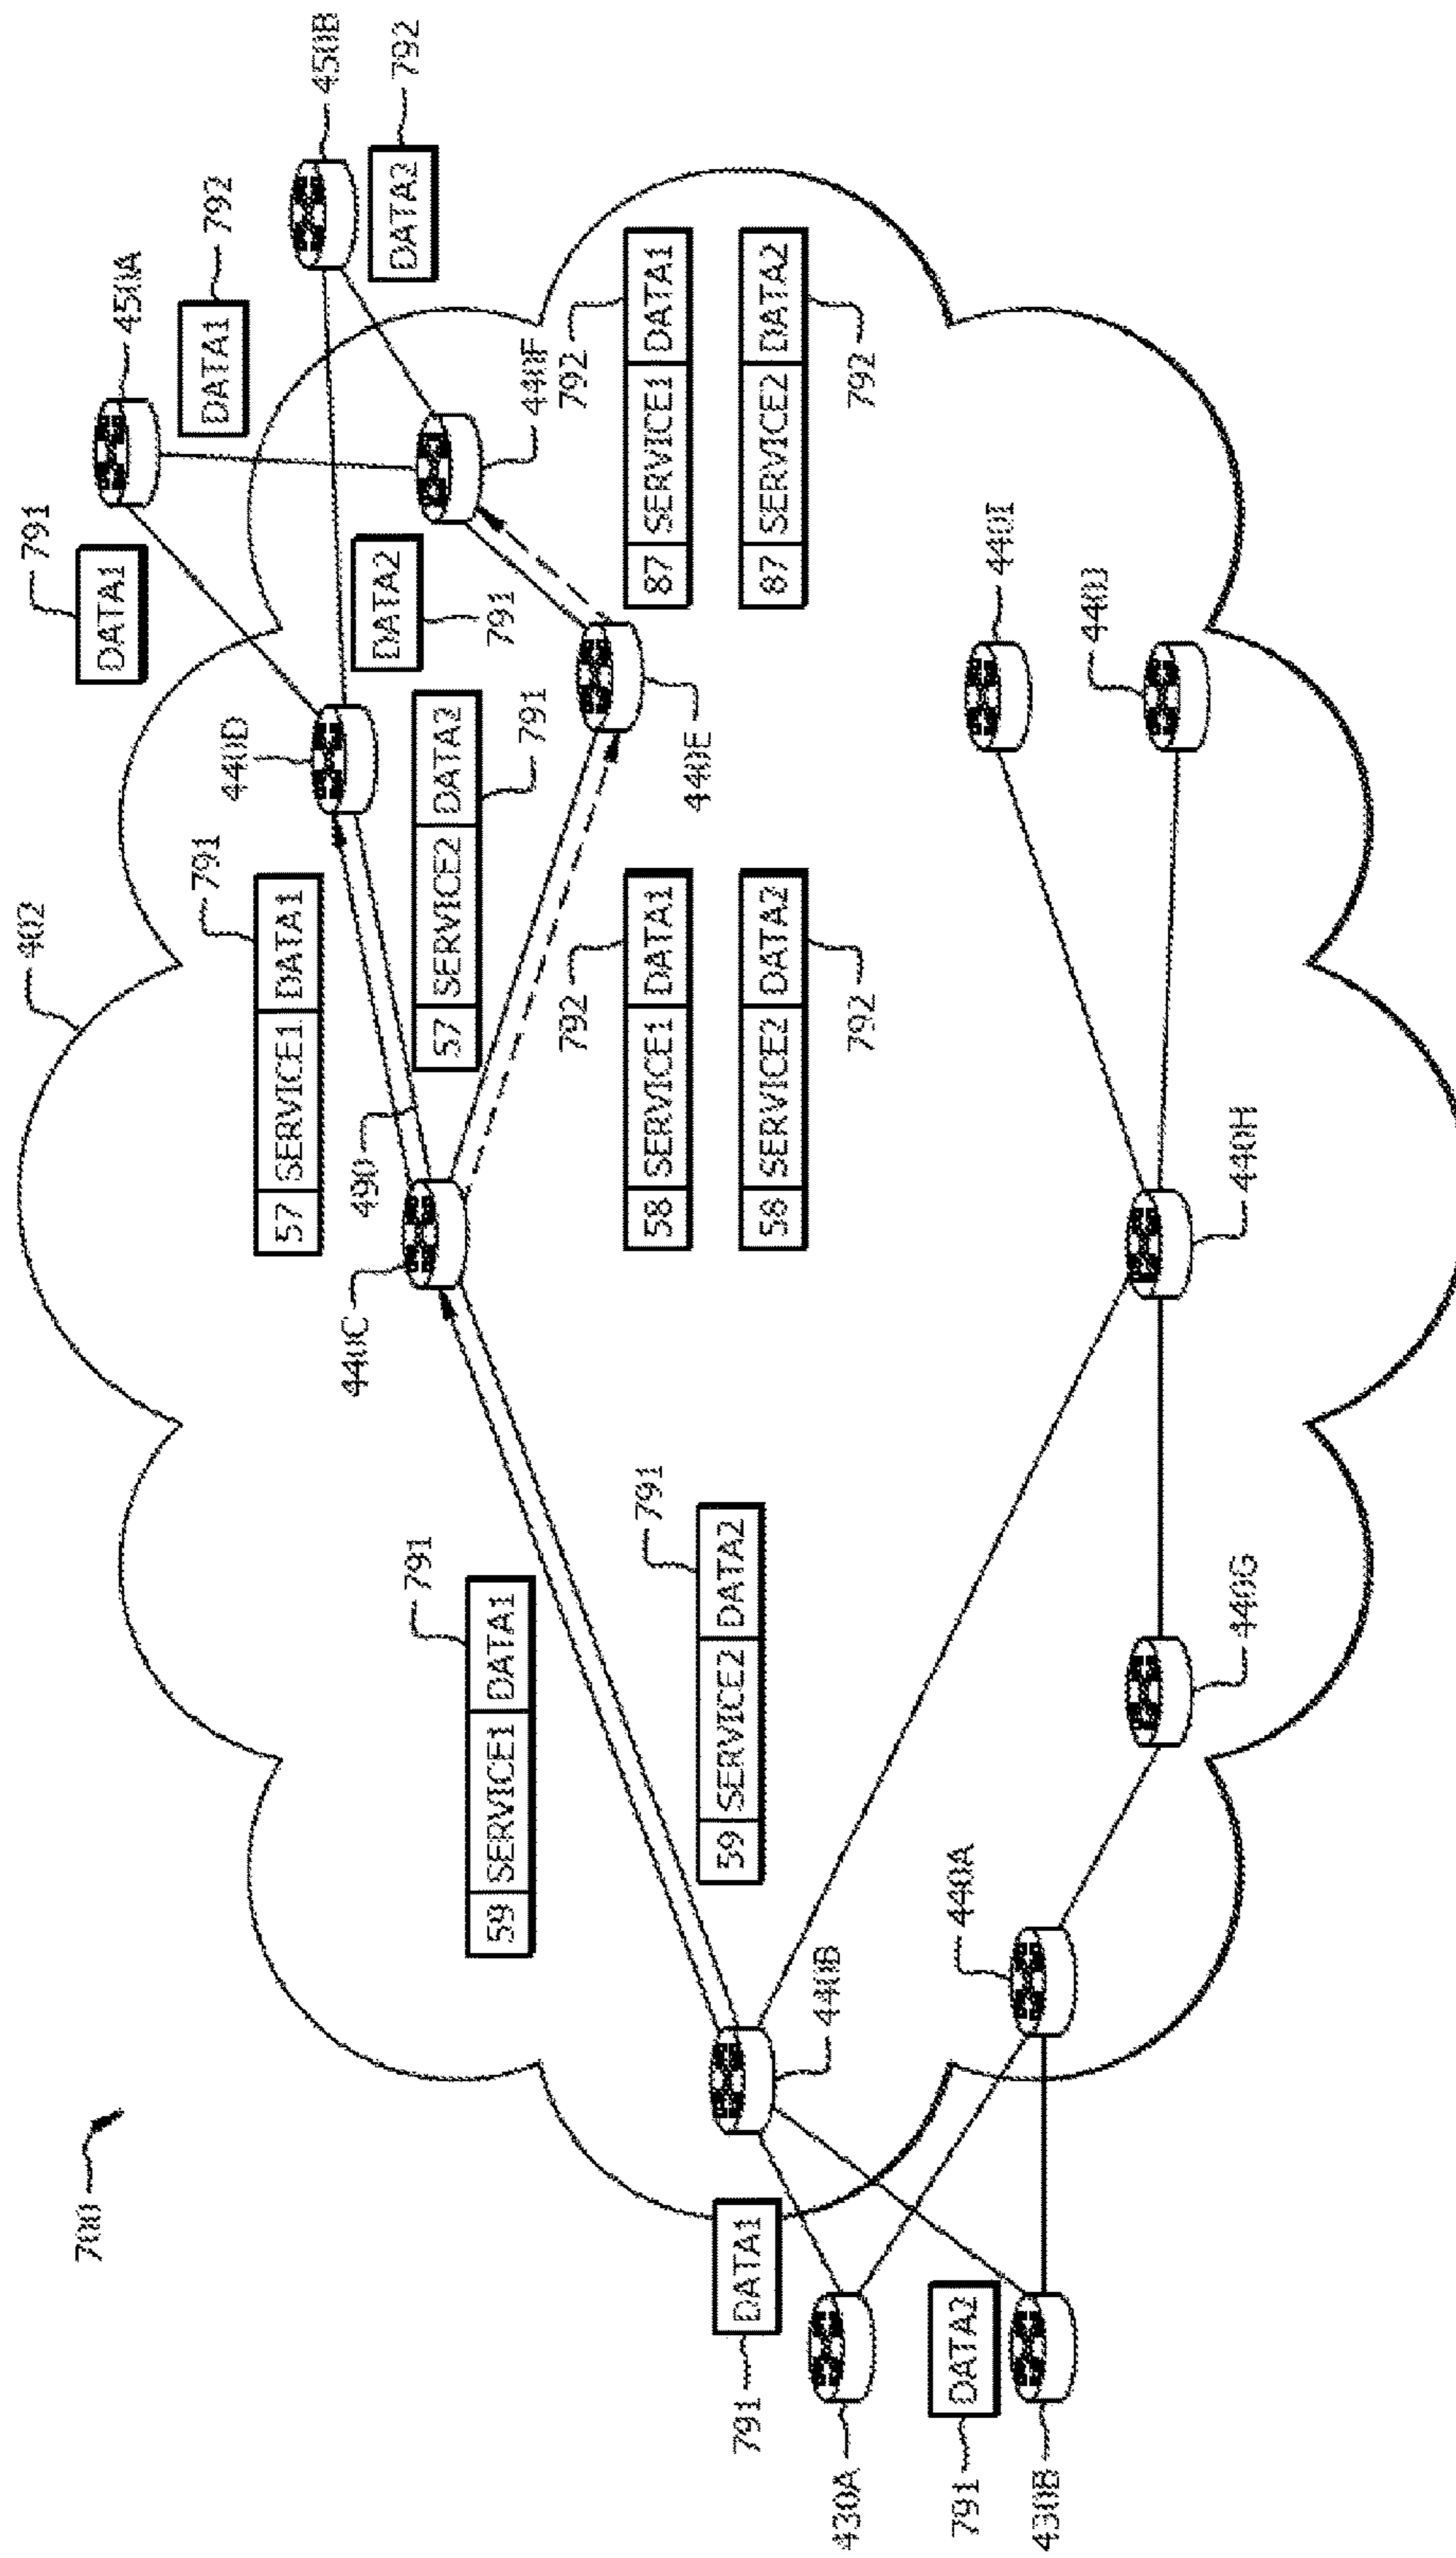 402
791
700
DATA1
450A
791
DATA1
792
440D
57 SERVICE1 DATA1
450B
440C
490
DATA2
DATA2
792
791
57 SERVICE2 DATA2
59 SERVICE1 DATA1
791
791
440F
792
792
791
58 SERVICE1 DATA1
87 SERVICE1 DATA1
440E
59 SERVICE2 DATA2
791
DATA1
58 SERVICE2 DATA2
87 SERVICE2 DATA2
440B
430A
792
792
791
DATA2
440A
440I
430B
440J
440G
440H